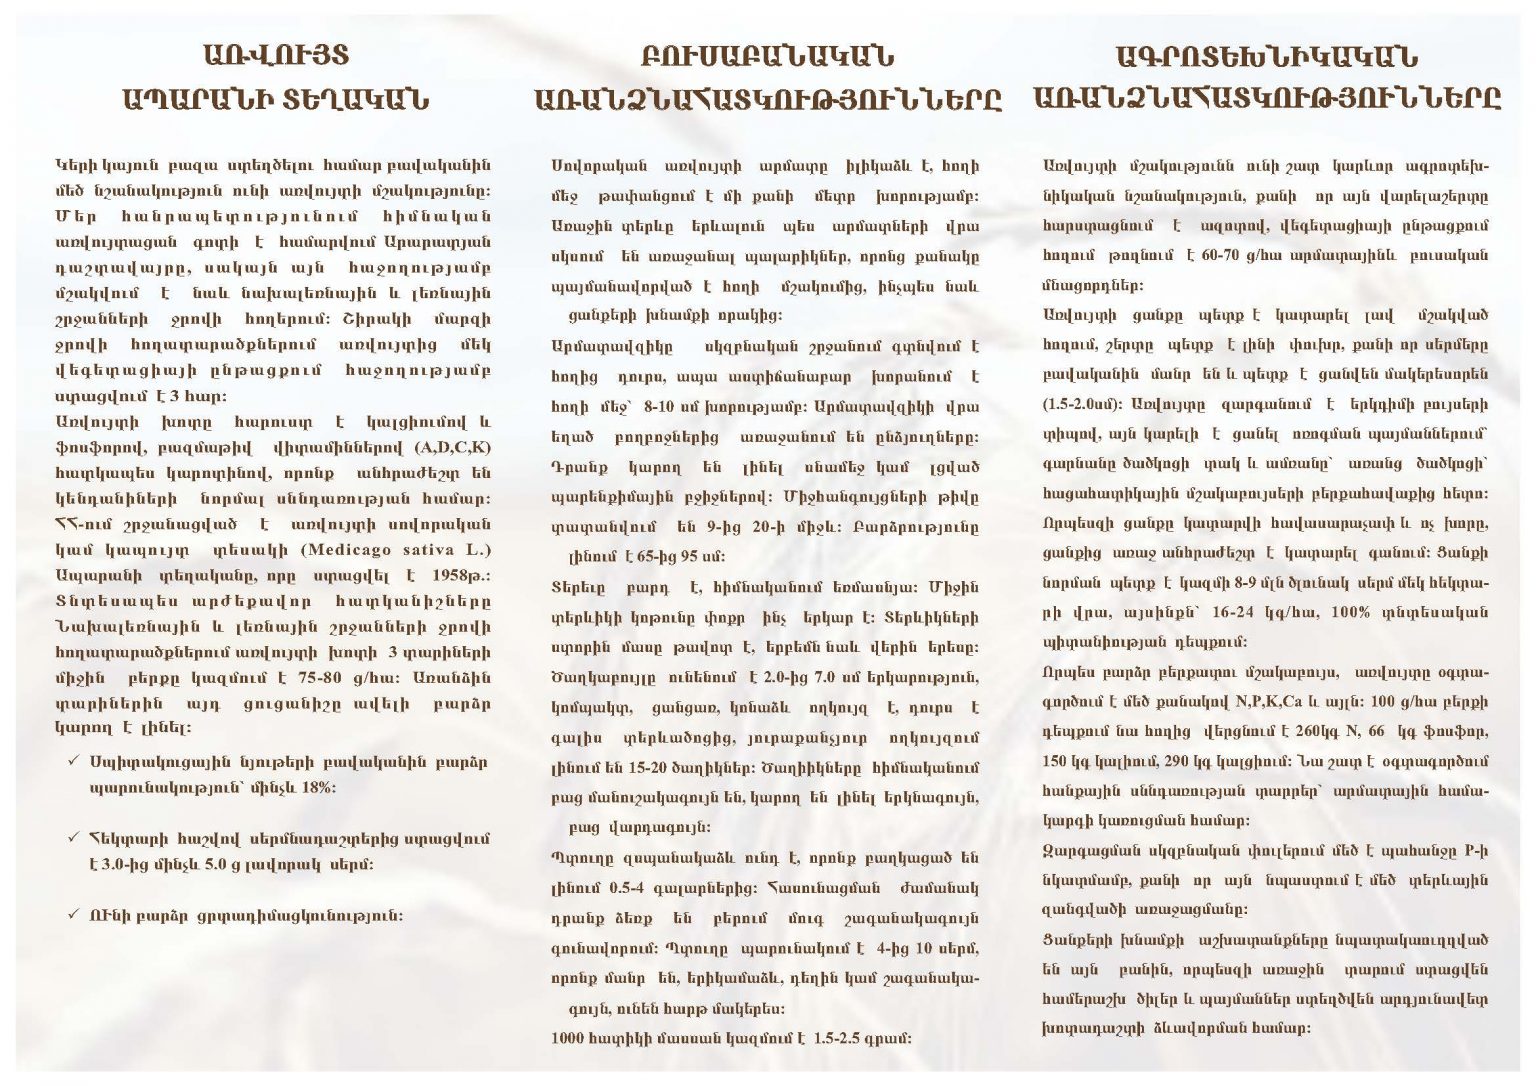 ԱՌՎՈՒՅՏ
ԱՊԱՐԱՆԻ ՏԵՂԱԿԱՆ
Կերի կայուն բազա ստեղծելու համար բավականին
մեծ նշանակություն ունի առվույտի մշակությունը:
Մեր հանրապետությունում հիմնական
առվույտացան գոտի է համարվում Արարատյան
դաշտավայրը, սակայն այն հաջողությամբ
մշակվում է նաև նախալեռնային և լեռնային
շրջանների ջրովի հողերում: Շիրակի մարզի
ջրովի հողատարածքներում առվույտից մեկ
վեգետացիայի ընթացքում հաջողությամբ
ստացվում է 3 հար:
Առվույտի խոտը հարուստ է կալցիումով և
ֆոսֆորով, բազմաթիվ վիտամիններով (A,D,C,K)
հատկապես կարոտինով, որոնք անհրաժեշտ են
կենդանիների նորմալ սննդառության համար:
ՀՀ-ում շրջանացված է առվույտի սովորական
կամ կապույտ տեսակի (Medicago sativa L.)
Ապարանի տեղականը, որը ստացվել է 1958թ.:
Տնտեսապես արժեքավոր հատկանիշները
Նախալեռնային և լեռնային շրջանների ջրովի
հողատարածքներում առվույտի խոտի 3 տարիների
միջին բերքը կազմում է 75-80 ց/հա: Առանձին
տարիներին այդ ցուցանիշը ավելի բարձր
կարող է լինել:
✓ Սպիտակուցային նյութերի բավականին բարձր
պարունակություն` մինչև 18%:
✓ Հեկտարի հաշվով սերմնադաշտերից ստացվում
է 3.0-ից մինչև 5.0 ց լավորակ սերմ:
✓ ՈՒնի բարձր ցրտադիմացկունություն:
ԲՈՒՍԱԲԱՆԱԿԱՆ
ԱՌԱՆՁՆԱՀԱՏԿՈՒԹՅՈՒՆՆԵՐԸ
Սովորական առվույտի արմատը իլիկաձև է, հողի
մեջ թափանցում է մի քանի մետր խորությամբ:
Առաջին տերևը երևալուն պես արմատների վրա
սկսում են առաջանալ պալարիկներ, որոնց քանակը
պայմանավորված է հողի մշակումից, ինչպես նաև
ցանքերի խնամքի որակից:
Արմատավզիկը սկզբնական շրջանում գտնվում է
հողից դուրս, ապա աստիճանաբար խորանում է
հողի մեջ` 8-10 սմ խորությամբ: Արմատավզիկի վրա
եղած բողբոջներից առաջանում են ընձյուղները:
Դրանք կարող են լինել սնամեջ կամ լցված
պարենքիմային բջիջներով: Միջհանգույցների թիվը
տատանվում են 9-ից 20-ի միջև: Բարձրությունը
լինում է 65-ից 95 սմ:
Տերեւը բարդ է, հիմնականում եռմասնյա: Միջին
տերևիկի կոթունը փոքր ինչ երկար է: Տերևիկների
ստորին մասը թավոտ է, երբեմն նաև վերին երեսը:
Ծաղկաբույլը ունենում է 2.0-ից 7.0 սմ երկարություն,
կոմպակտ, ցանցառ, կոնաձև ողկույզ է, դուրս է
գալիս տերևածոցից, յուրաքանչյուր ողկույզում
լինում են 15-20 ծաղիկներ: Ծաղիիկները հիմնականում
բաց մանուշակագույն են, կարող են լինել երկնագույն,
բաց վարդագույն:
Պտուղը զսպանակաձև ունդ է, որոնք բաղկացած են
լինում 0.5-4 գալարներից: Հասունացման ժամանակ
դրանք ձեռք են բերում մուգ շագանակագույն
գունավորում: Պտուղը պարունակում է 4-ից 10 սերմ,
որոնք մանր են, երիկամաձև, դեղին կամ շագանակա-
գույն, ունեն հարթ մակերես:
1000 հատիկի մասսան կազմում է 1.5-2.5 գրամ:
ԱԳՐՈՏԵԽՆԻԿԱԿԱՆ
ԱՌԱՆՁՆԱՀԱՏԿՈՒԹՅՈՒՆՆԵՐԸ
Առվույտի մշակությունն ունի շատ կարևոր ագրոտեխ-
նիկական նշանակություն, քանի որ այն վարելաշերտը
հարստացնում է ազոտով, վեգետացիայի ընթացքում
հողում թողնում է 60-70 ց/հա արմատայինև բուսական
մնացորդներ:
Առվույտի ցանքը պետք է կատարել լավ մշակված
հողում, շերտը պետք է լինի փուխր, քանի որ սերմերը
բավականին մանր են և պետք է ցանվեն մակերեսորեն
(1.5-2.0սմ): Առվույտը զարգանում է երկդիմի բույսերի
տիպով, այն կարելի է ցանել ոռոգման պայմաններում`
գարնանը ծածկոցի տակ և ամռանը` առանց ծածկոցի`
հացահատիկային մշակաբույսերի բերքահավաքից հետո:
Որպեսզի ցանքը կատարվի հավասարաչափ և ոչ խորը,
ցանքից առաջ անհրաժեշտ է կատարել գանում: Ցանքի
նորման պետք է կազմի 8-9 մլն ծլունակ սերմ մեկ հեկտա-
րի վրա, այսինքն` 16-24 կգ/հա, 100% տնտեսական
պիտանիության դեպքում:
Որպես բարձր բերքատու մշակաբույս, առվույտը օգտա-
գործում է մեծ քանակով N,P,K,Ca և այլն: 100 ց/հա բերքի
դեպքում նա հողից վերցնում է 260կգ N, 66 կգ ֆոսֆոր,
150 կգ կալիում, 290 կգ կալցիում: Նա շատ է օգտագործում
հանքային սննդառության տարրեր` արմատային համա-
կարգի կառուցման համար:
Զարգացման սկզբնական փուլերում մեծ է պահանջը P-ի
նկատմամբ, քանի որ այն նպաստում է մեծ տերևային
զանգվածի առաջացմանը:
Ցանքերի խնամքի աշխատանքները նպատակաուղղված
են այն բանին, որպեսզի առաջին տարում ստացվեն
համերաշխ ծիլեր և պայմաններ ստեղծվեն արդյունավետ
խոտադաշտի ձևավորման համար: